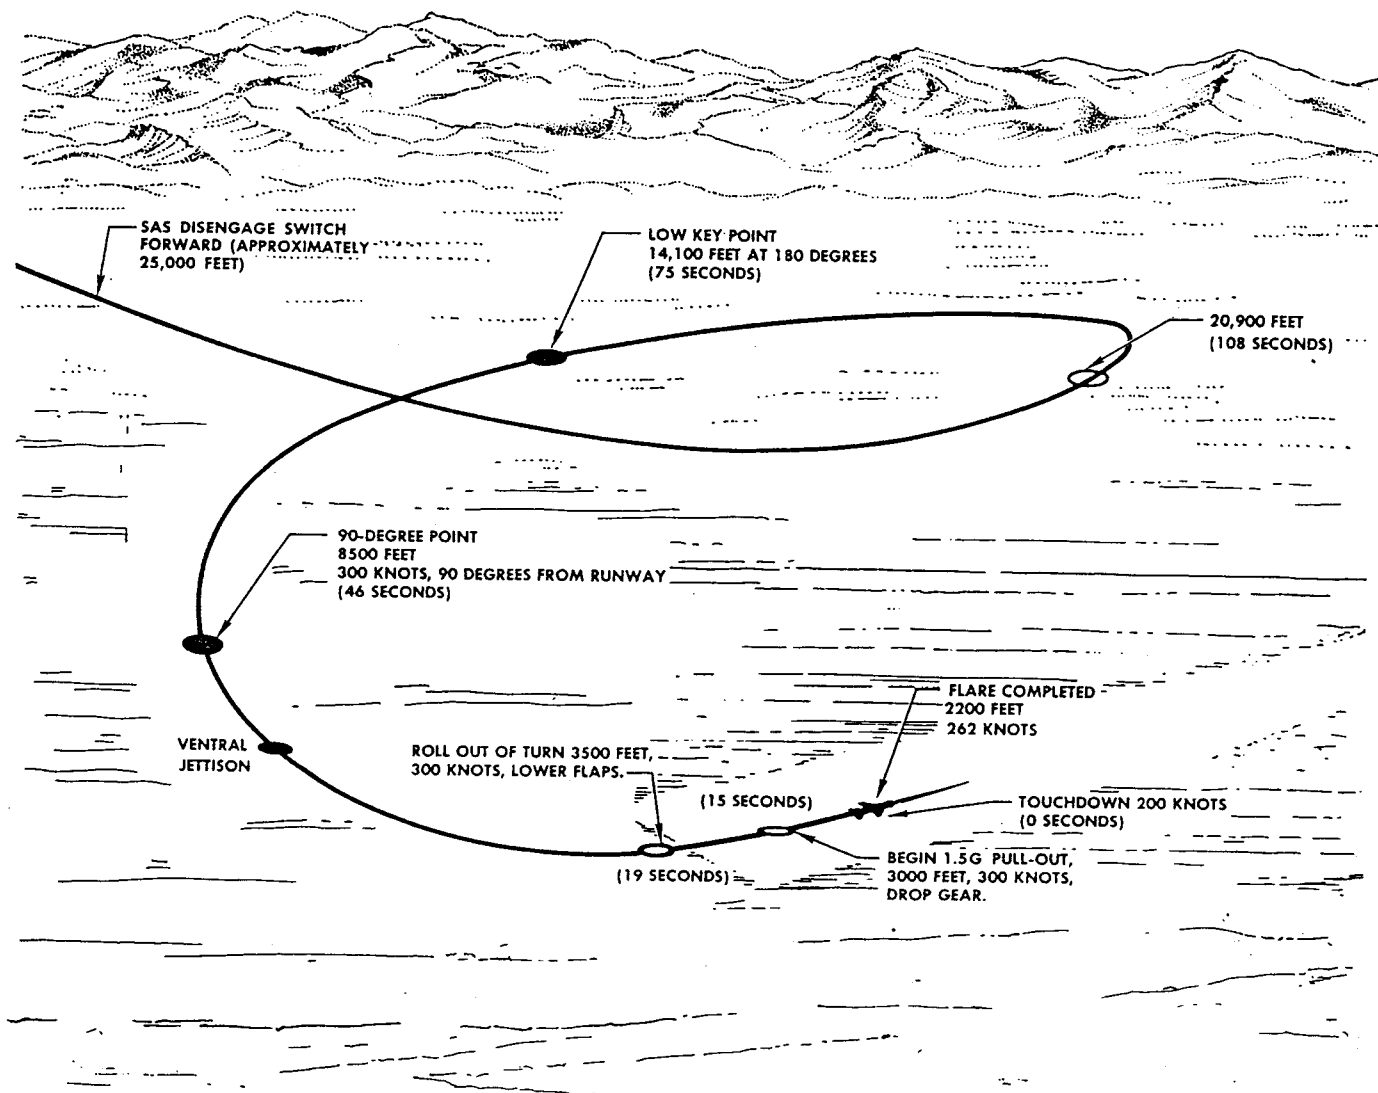 SAS DISENGAGE SWITCH
FORWARD (APPROXIMATELY
25,000 FEET)
LOW KEY POINT
14,100 FEET AT 180 DEGREES
(75 SECONDS)
20,900 FEET
(108 SECONDS)
90-DEGREE POINT
8500 FEET
300 KNOTS, 90 DEGREES FROM RUNWAY
(46 SECONDS)
VENTRAL
JETTISON
ROLL OUT OF TURN 3500 FEET,
300 KNOTS, LOWER FLAPS.
(19 SECONDS)
(15 SECONDS)
FLARE COMPLETED
2200 FEET
262 KNOTS
TOUCHDOWN 200 KNOTS
(0 SECONDS)
BEGIN 1.5G PULL-OUT,
3000 FEET, 300 KNOTS,
DROP GEAR.